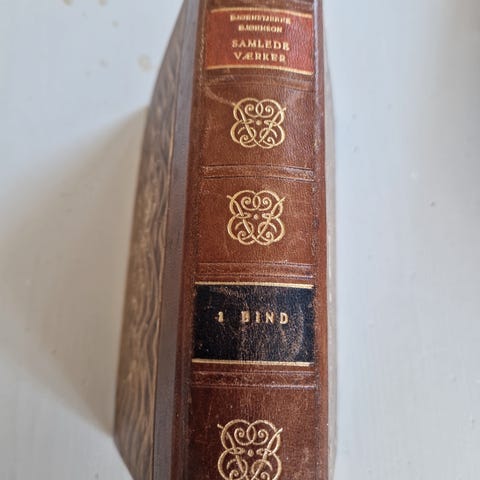 BJØRNSTJERNE
BJØRNSON
SAMLEDE
VÆRKER
1 BIND